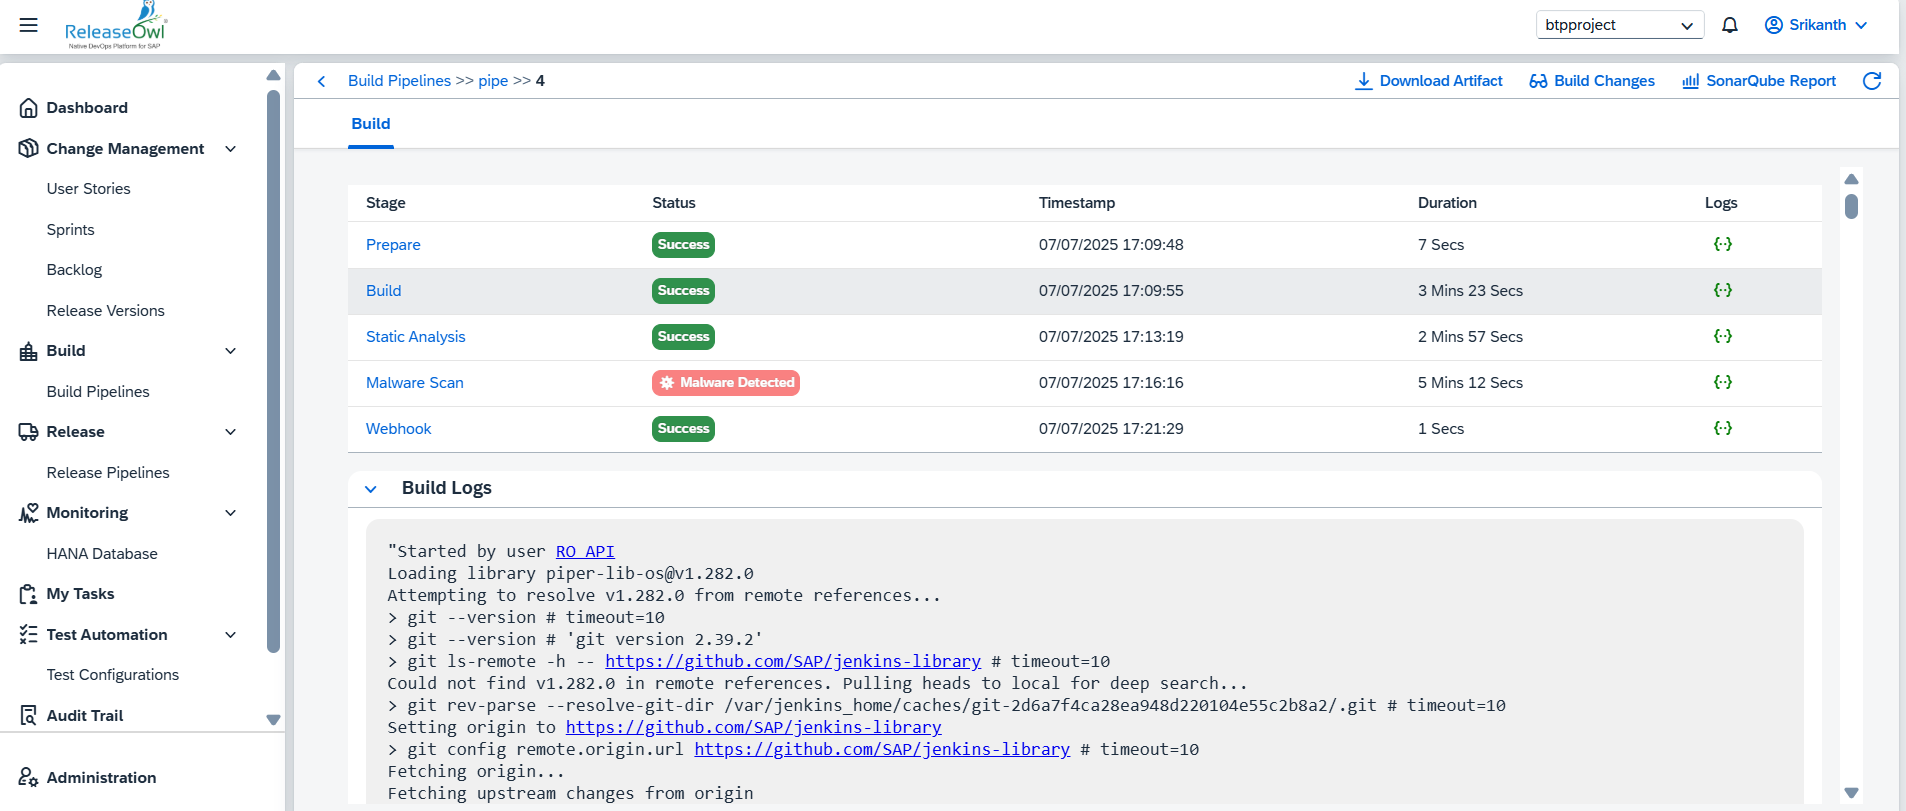 ReleaseOwl
Native DevOps Platform for SAP
btpproject
Srikanth
Dashboard
Change Management
User Stories
Sprints
Backlog
Release Versions
Build
Build Pipelines
Release
Release Pipelines
Monitoring
HANA Database
My Tasks
Test Automation
Test Configurations
Audit Trail
Administration
Build Pipelines >> pipe >> 4
Download Artifact Build Changes SonarQube Report
Build
Stage Status Timestamp Duration Logs
Prepare Success 07/07/2025 17:09:48 7 Secs {··}
Build Success 07/07/2025 17:09:55 3 Mins 23 Secs {··}
Static Analysis Success 07/07/2025 17:13:19 2 Mins 57 Secs {··}
Malware Scan Malware Detected 07/07/2025 17:16:16 5 Mins 12 Secs {··}
Webhook Success 07/07/2025 17:21:29 1 Secs {··}
Build Logs
"Started by user RO API
Loading library piper-lib-os@v1.282.0
Attempting to resolve v1.282.0 from remote references...
> git --version # timeout=10
> git --version # 'git version 2.39.2'
> git ls-remote -h -- https://github.com/SAP/jenkins-library # timeout=10
Could not find v1.282.0 in remote references. Pulling heads to local for deep search...
> git rev-parse --resolve-git-dir /var/jenkins_home/caches/git-2d6a7f4ca28ea948d220104e55c2b8a2/.git # timeout=10
Setting origin to https://github.com/SAP/jenkins-library
> git config remote.origin.url https://github.com/SAP/jenkins-library # timeout=10
Fetching origin...
Fetching upstream changes from origin